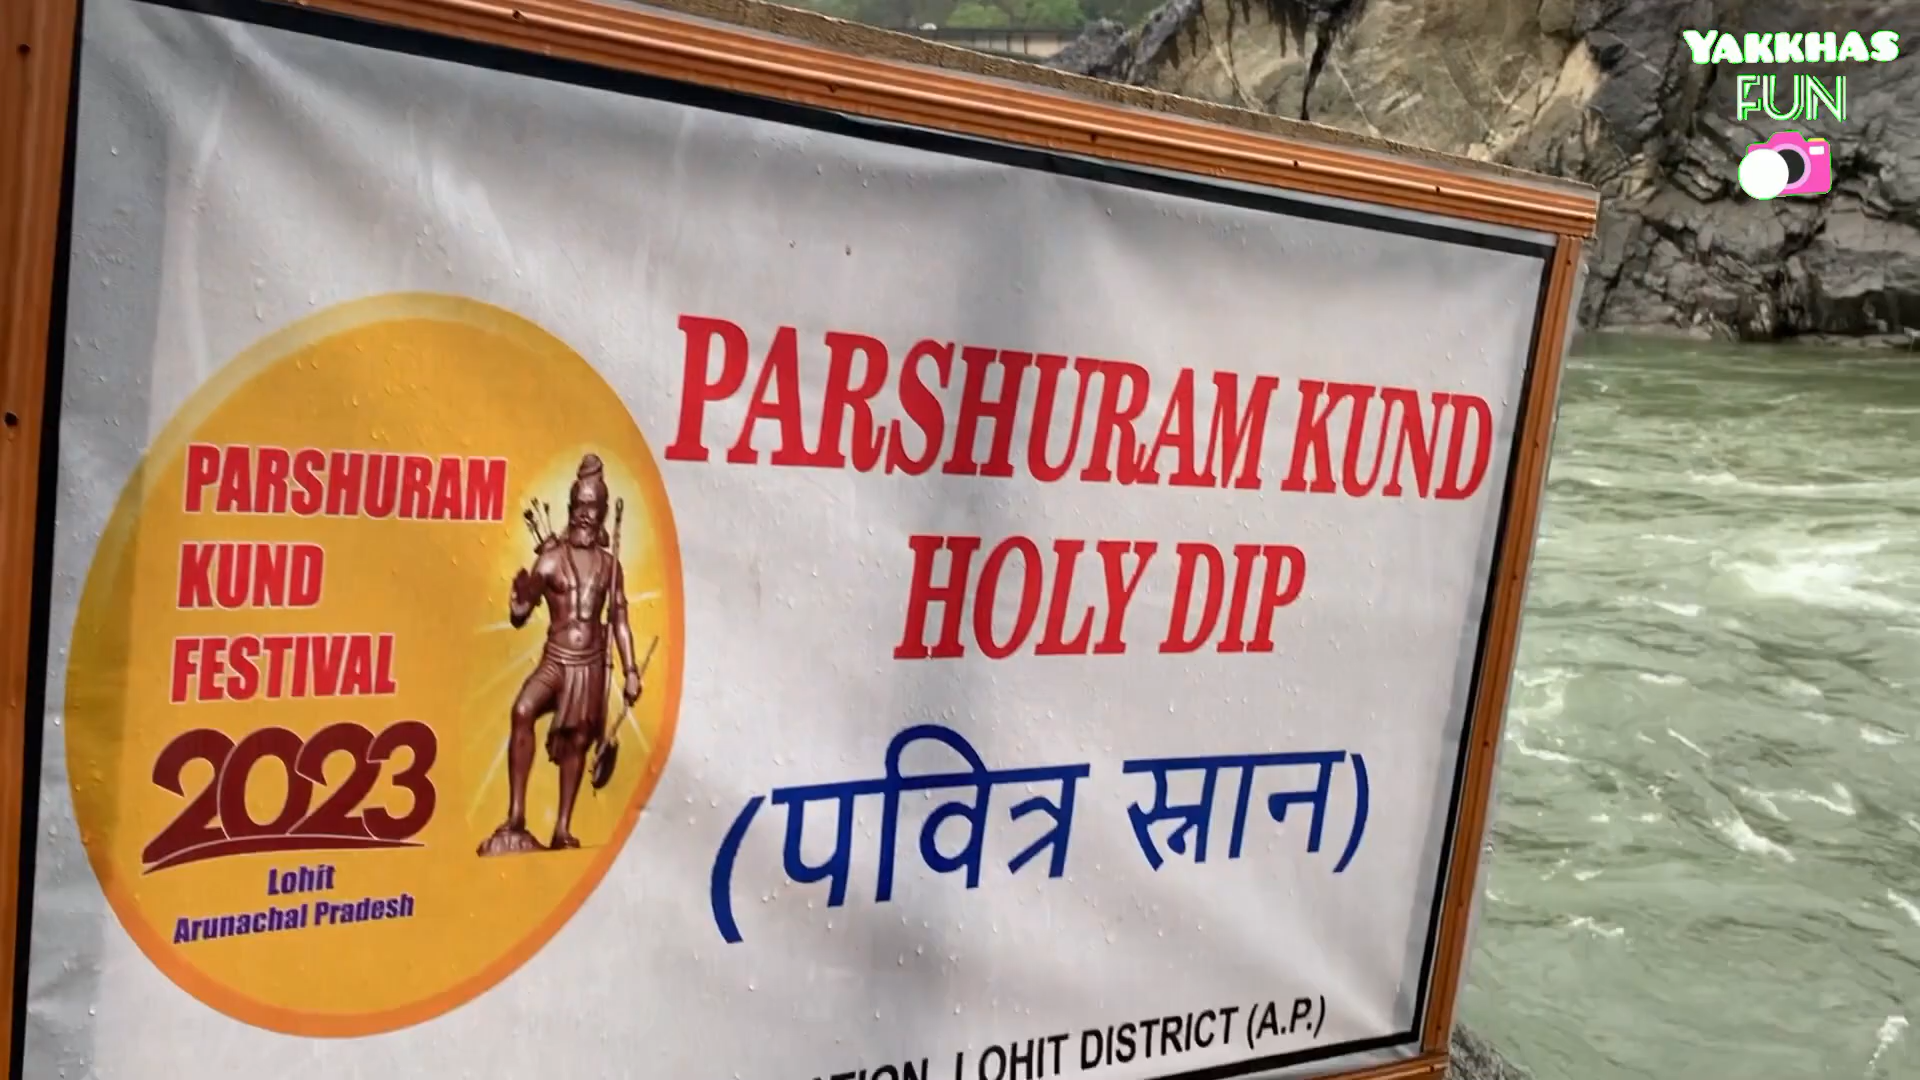 YAKKHAS
FUN
PARSHURAM
KUND
FESTIVAL
2023
Lohit
Arunachal Pradesh
PARSHURAM KUND
HOLY DIP
(पवित्र स्नान)
LOHIT DISTRICT (A.P.)